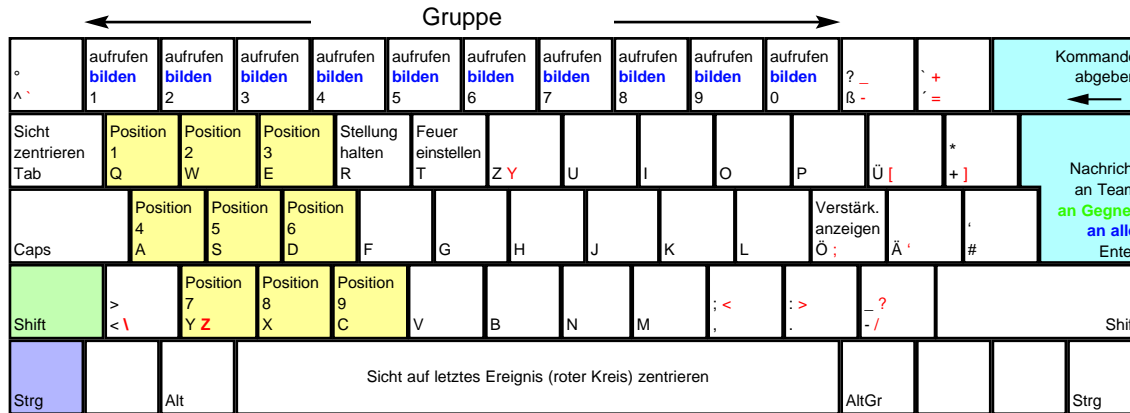 Gruppe
aufrufen aufrufen aufrufen aufrufen aufrufen aufrufen aufrufen aufrufen aufrufen aufrufen Kommando
° bilden bilden bilden bilden bilden bilden bilden bilden bilden bilden ? _ ` + abgeben
^ ` 1 2 3 4 5 6 7 8 9 0 ß - ´ =
Sicht Position Position Position Stellung Feuer
zentrieren 1 2 3 halten einstellen * Nachricht
Tab Q W E R T Z Y U I O P Ü [ + ] an Team
Position Position Position Verstärk. an Gegne
4 5 6 anzeigen ‘ an alle
Caps A S D F G H J K L Ö ; Ä ‘ # Enter
Position Position Position
> 7 8 9 ; < : > _ ?
Shift < \ Y Z X C V B N M , . - / Shif
Sicht auf letztes Ereignis (roter Kreis) zentrieren
Strg Alt AltGr Strg